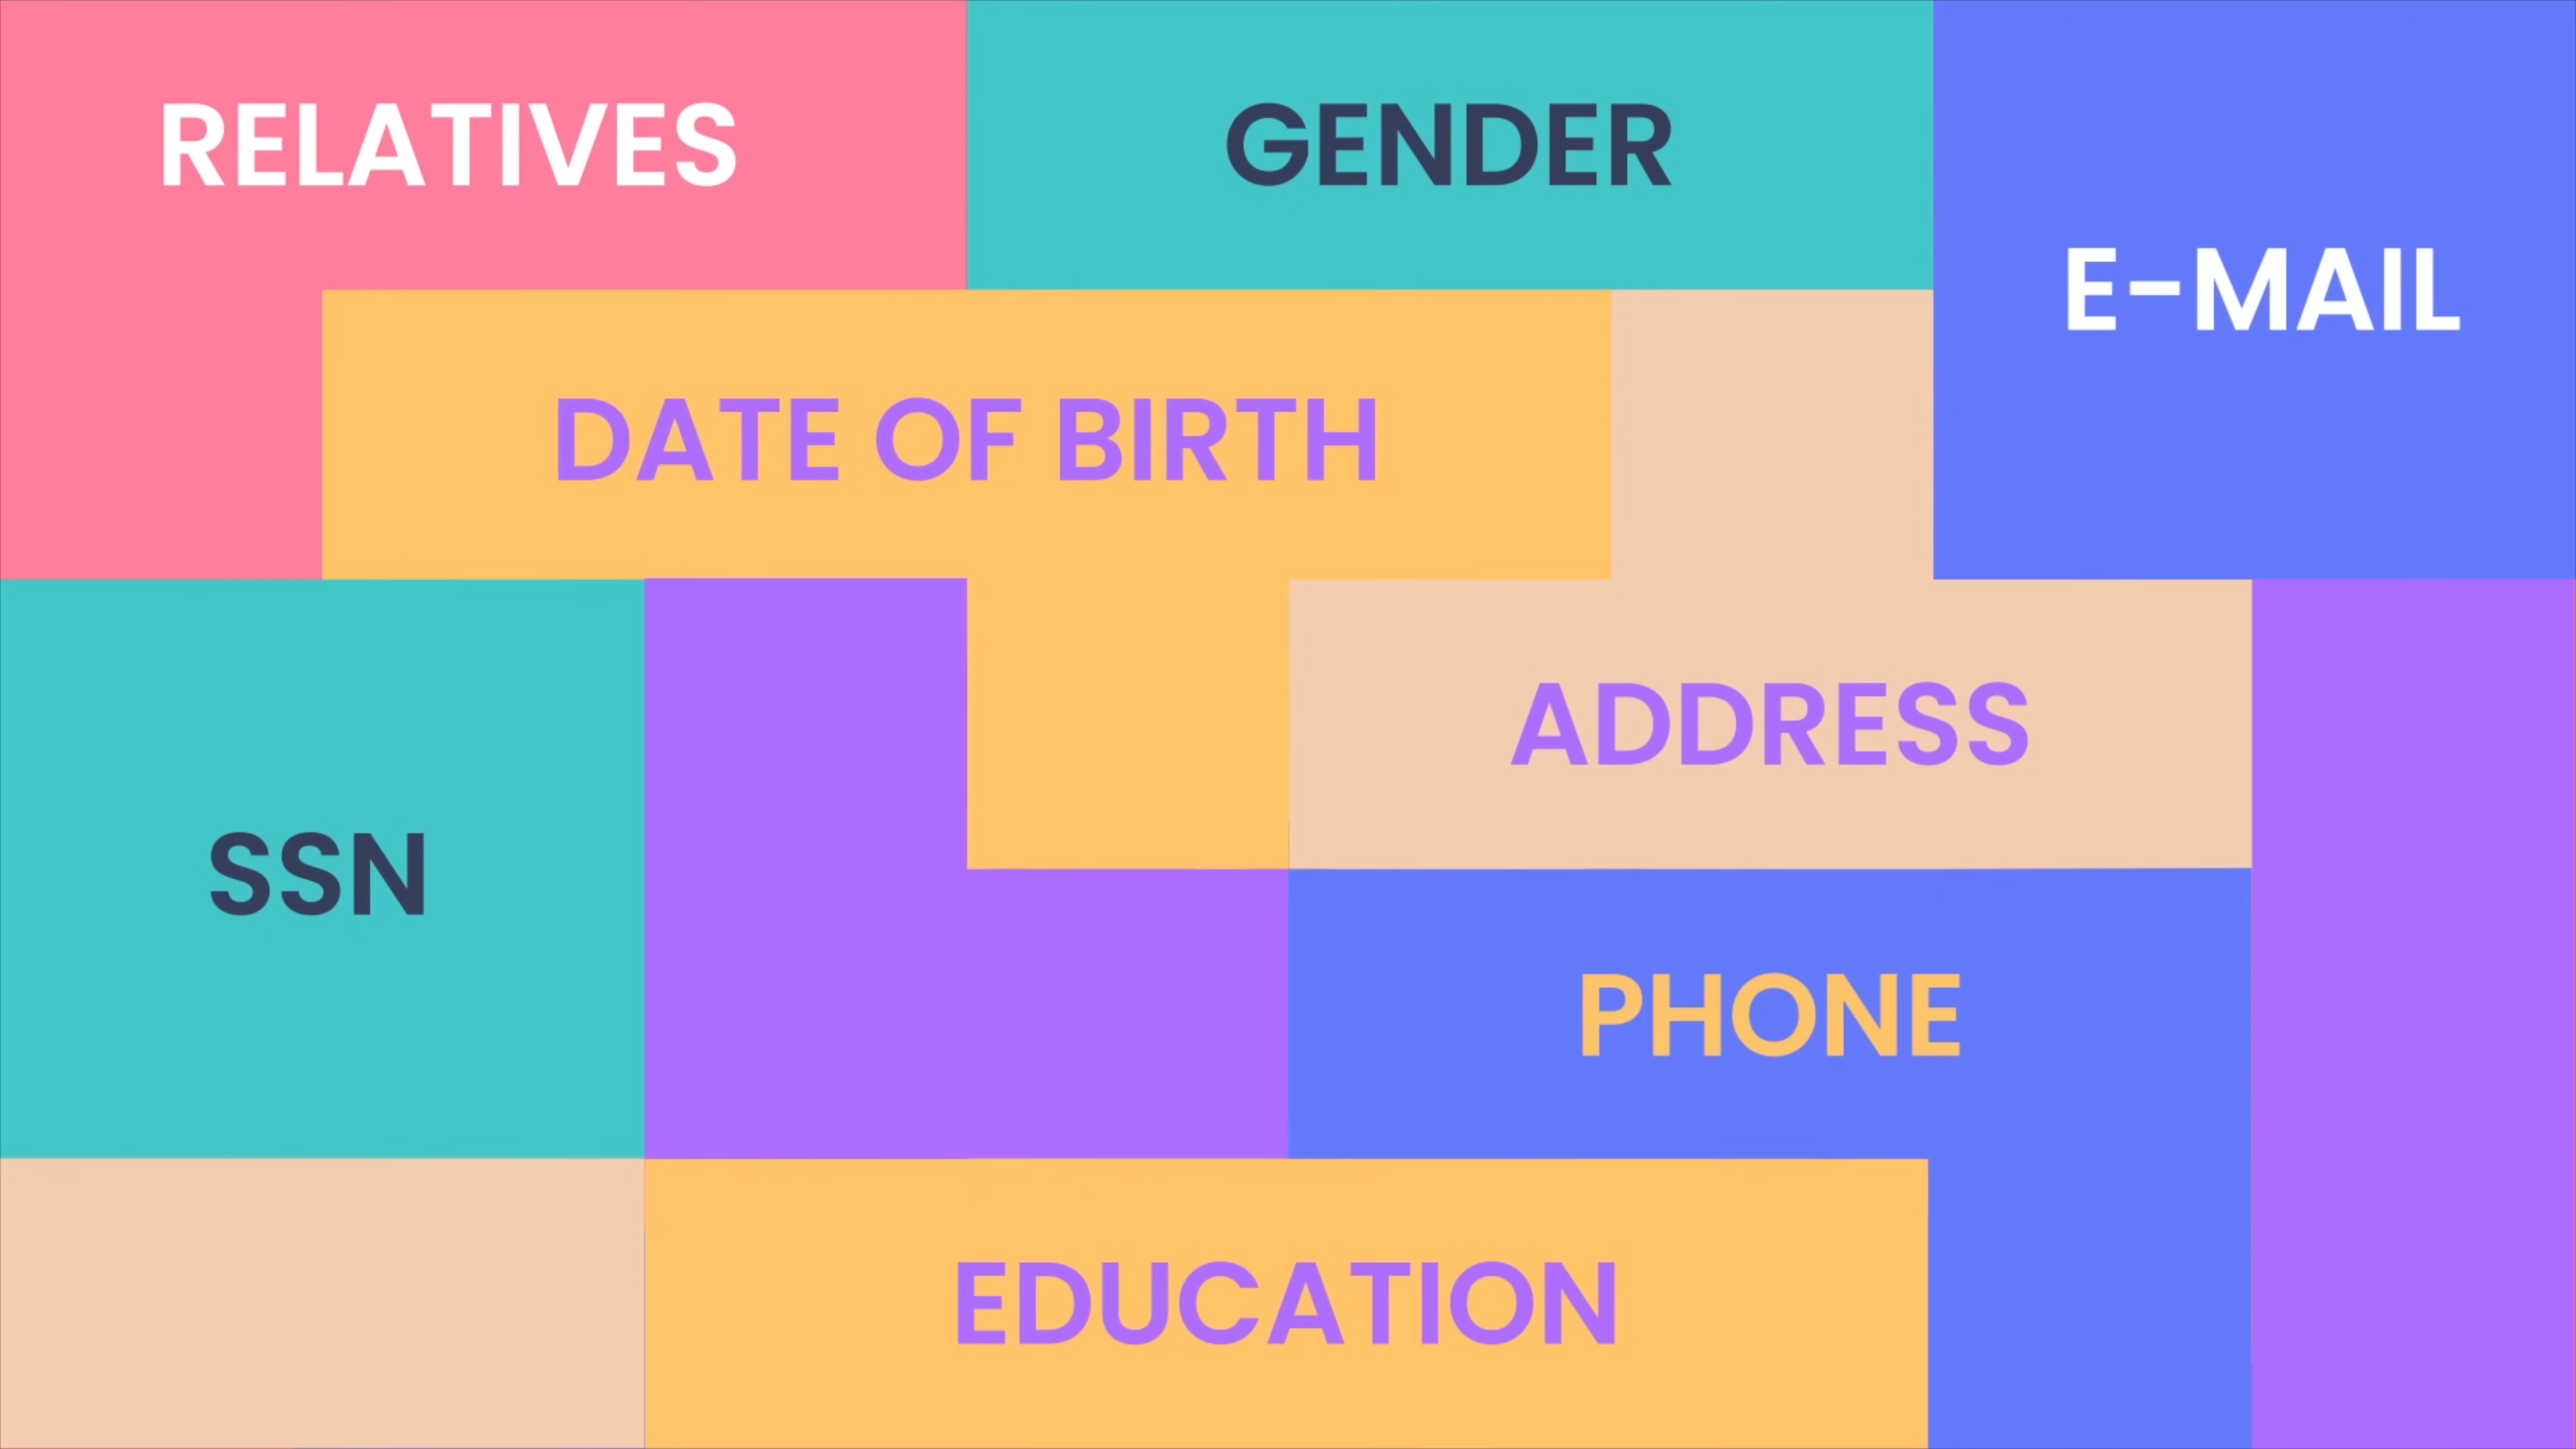 RELATIVES
GENDER
E-MAIL
DATE OF BIRTH
ADDRESS
SSN
PHONE
EDUCATION